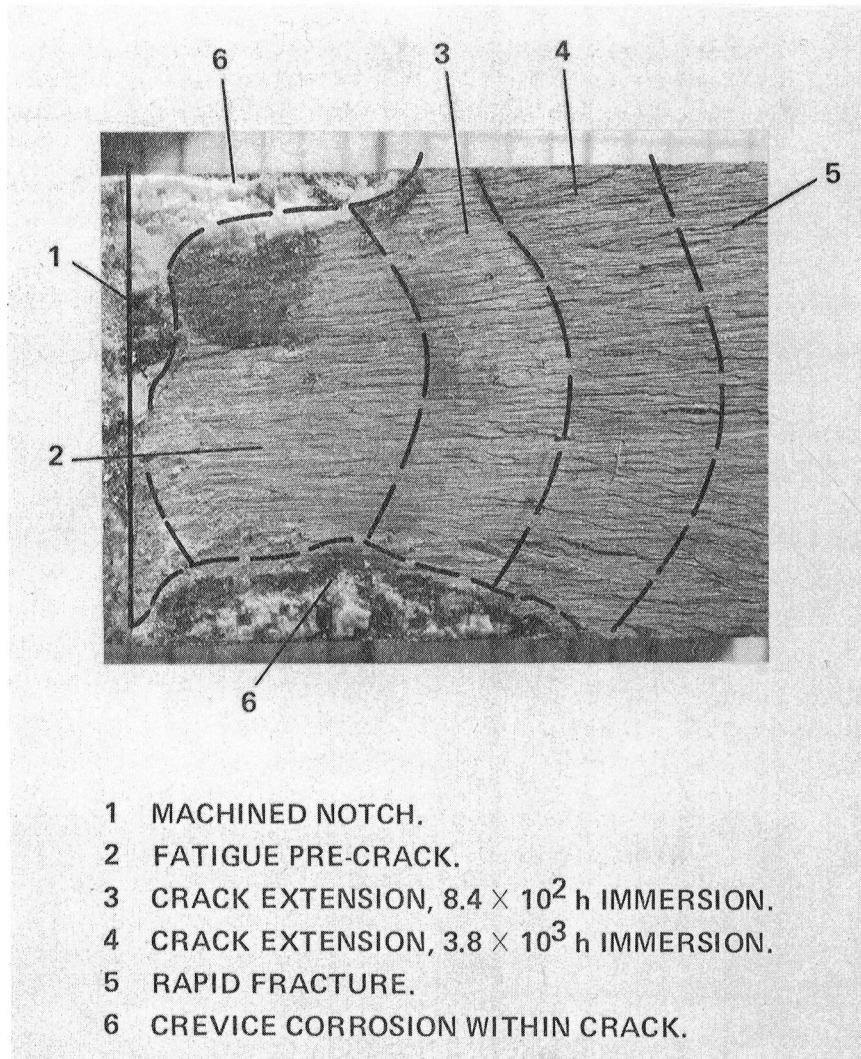 6
3
4
5
1
2
6
1 MACHINED NOTCH.
2 FATIGUE PRE-CRACK.
3 CRACK EXTENSION, 8.4 × 10² h IMMERSION.
4 CRACK EXTENSION, 3.8 × 10³ h IMMERSION.
5 RAPID FRACTURE.
6 CREVICE CORROSION WITHIN CRACK.